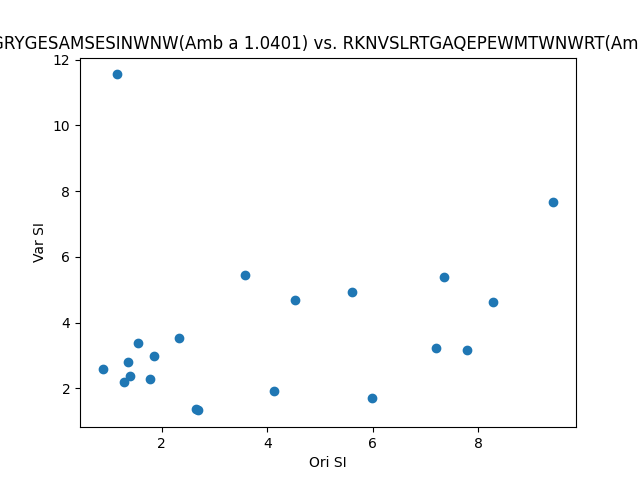 GRYGESAMSESINWNW(Amb a 1.0401) vs. RKNVSLRTGAQEPEWMTWNWRT(Am
12
10
8
6
4
2
Var SI
2 4 6 8
Ori SI